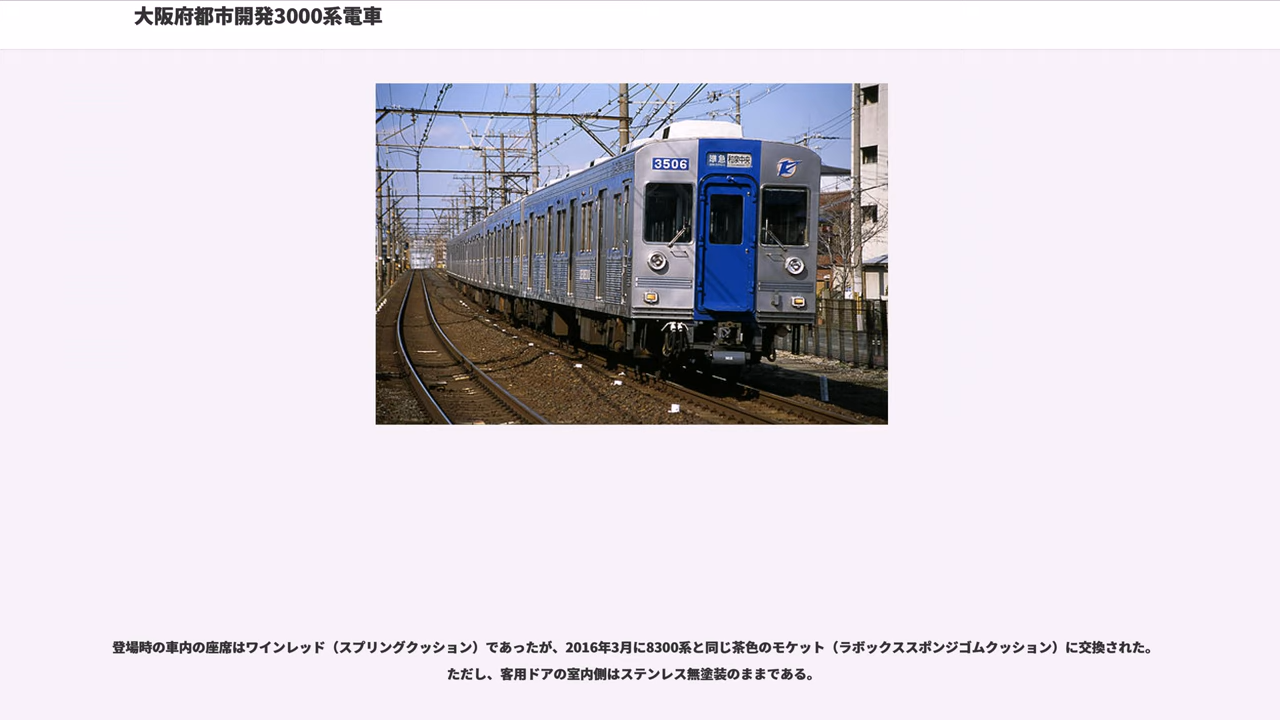 大阪府都市開発3000系電車
3506
準急
和泉中央
登場時の車内の座席はワインレッド（スプリングクッション）であったが、2016年3月に8300系と同じ茶色のモケット（ラボックススポンジゴムクッション）に交換された。
ただし、客用ドアの室内側はステンレス無塗装のままである。